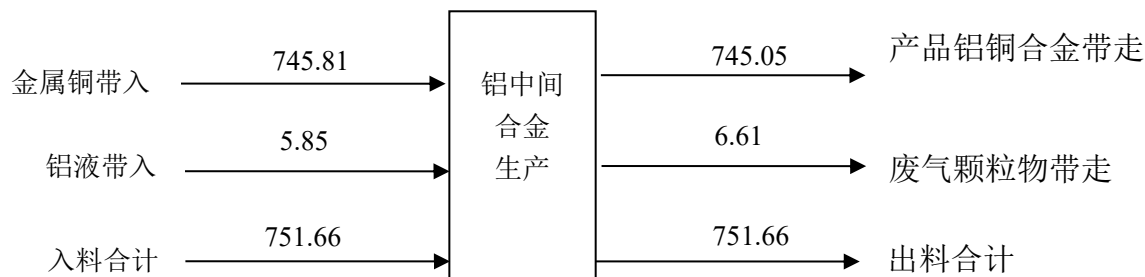 金属铜带入
745.81
铝液带入
5.85
入料合计
751.66
铝中间
合金
生产
745.05
产品铝铜合金带走
6.61
废气颗粒物带走
751.66
出料合计